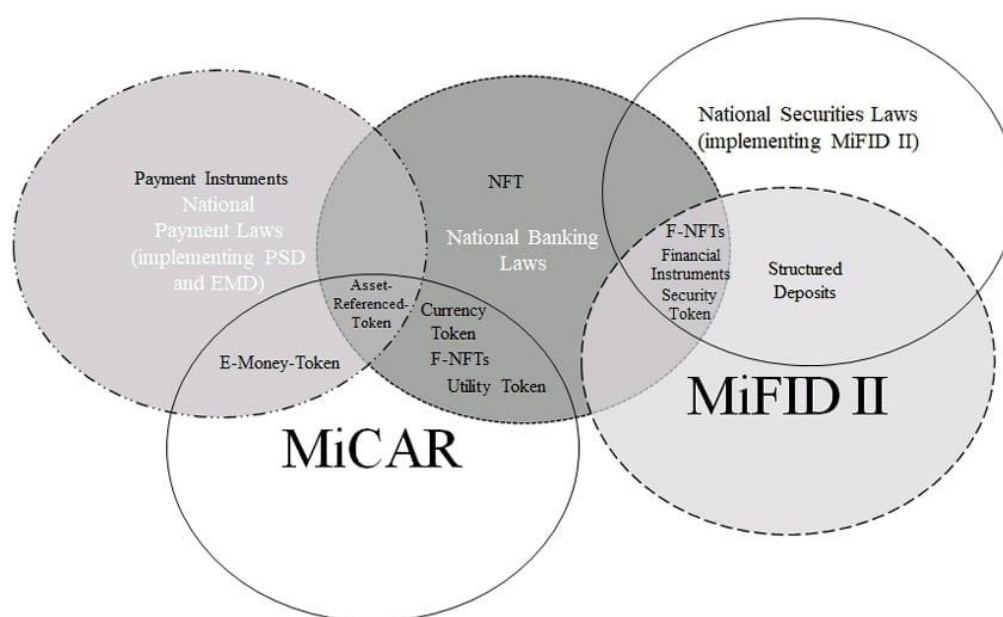 National Securities Laws
(implementing MiFID II)
Payment Instruments
National
Payment Laws
(implementing PSD
and EMD)
NFT
National Banking
Laws
F-NFTs
Financial
Instruments
Security
Token
Structured
Deposits
Asset-
Referenced-
Token
Currency
Token
F-NFTs
Utility Token
E-Money-Token
MiCAR
MiFID II